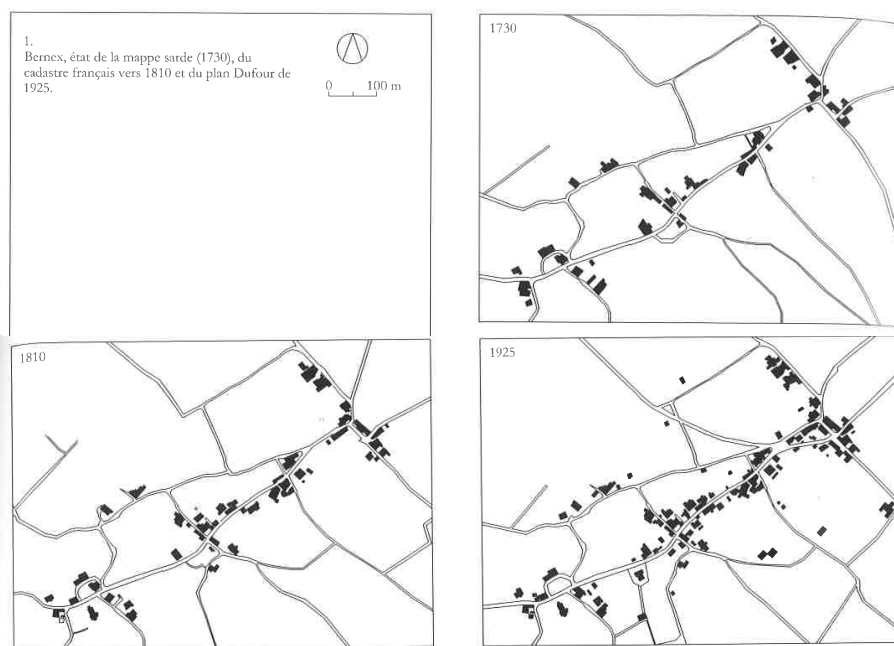 1.
Bernex, état de la mappe sarde (1730), du
cadastre français vers 1810 et du plan Dufour de
1925.
0 100 m
1730
1810
1925